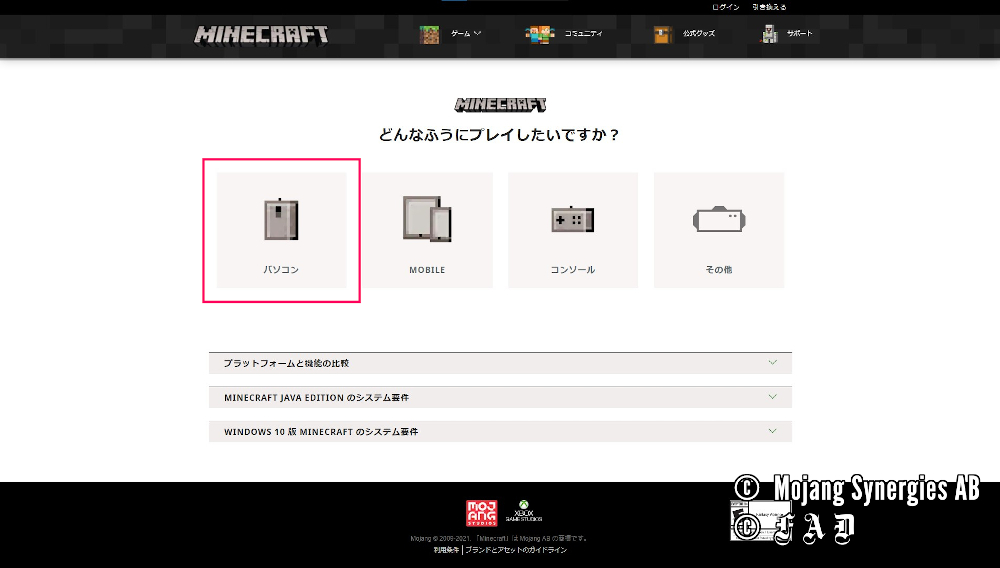 ログイン 引き換える
MINECRAFT ゲーム コミュニティ 公式グッズ サポート
MINECRAFT
どんなふうにプレイしたいですか？
パソコン MOBILE コンソール その他
プラットフォームと機能の比較
MINECRAFT JAVA EDITION のシステム要件
WINDOWS 10 版 MINECRAFT のシステム要件
© Mojang Synergies AB
MOJANG STUDIOS XBOX GAME STUDIOS
© F A D
Mojang © 2009-2021. 「Minecraft」は Mojang AB の商標です。
利用条件 | ブランドとアセットのガイドライン